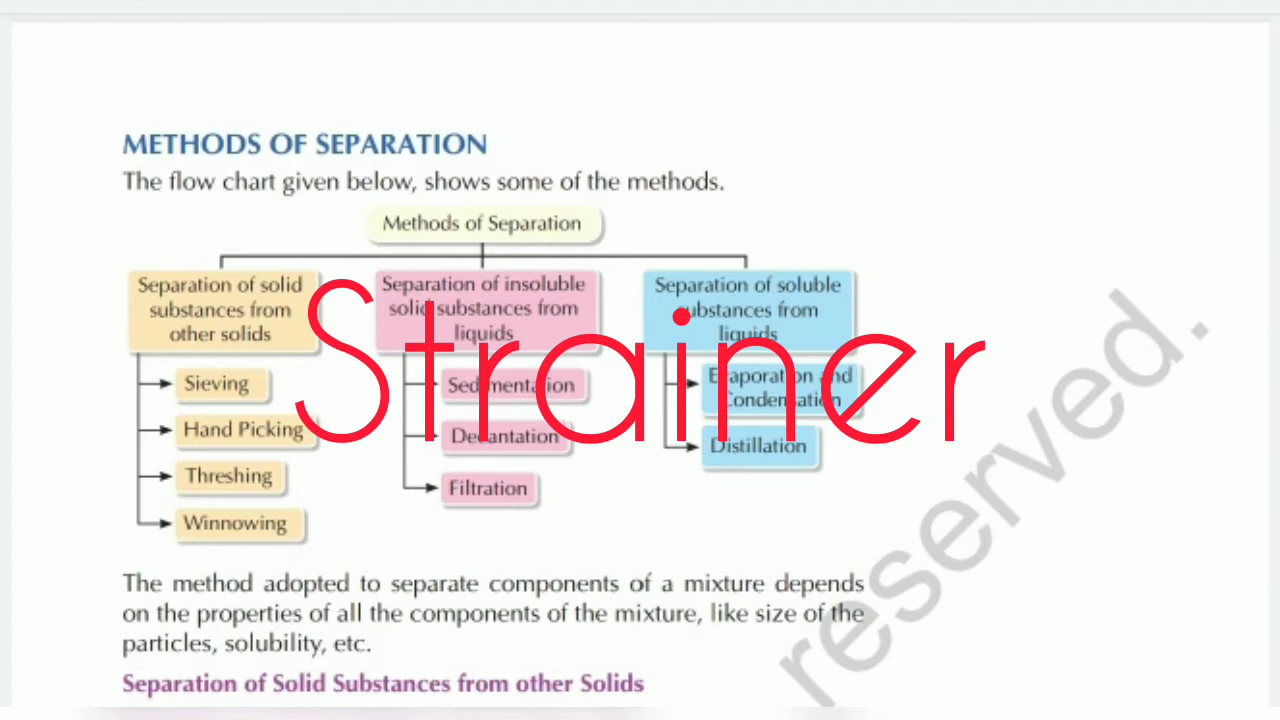 METHODS OF SEPARATION
The flow chart given below, shows some of the methods.
Methods of Separation
Separation of solid
substances from
other solids
Sieving
Hand Picking
Threshing
Winnowing
Separation of insoluble
solid substances from
liquids
Sedimentation
Decantation
Filtration
Separation of soluble
substances from
liquids
Evaporation and
Condensation
Distillation
Strainer
The method adopted to separate components of a mixture depends
on the properties of all the components of the mixture, like size of the
particles, solubility, etc.
Separation of Solid Substances from other Solids
reserved.